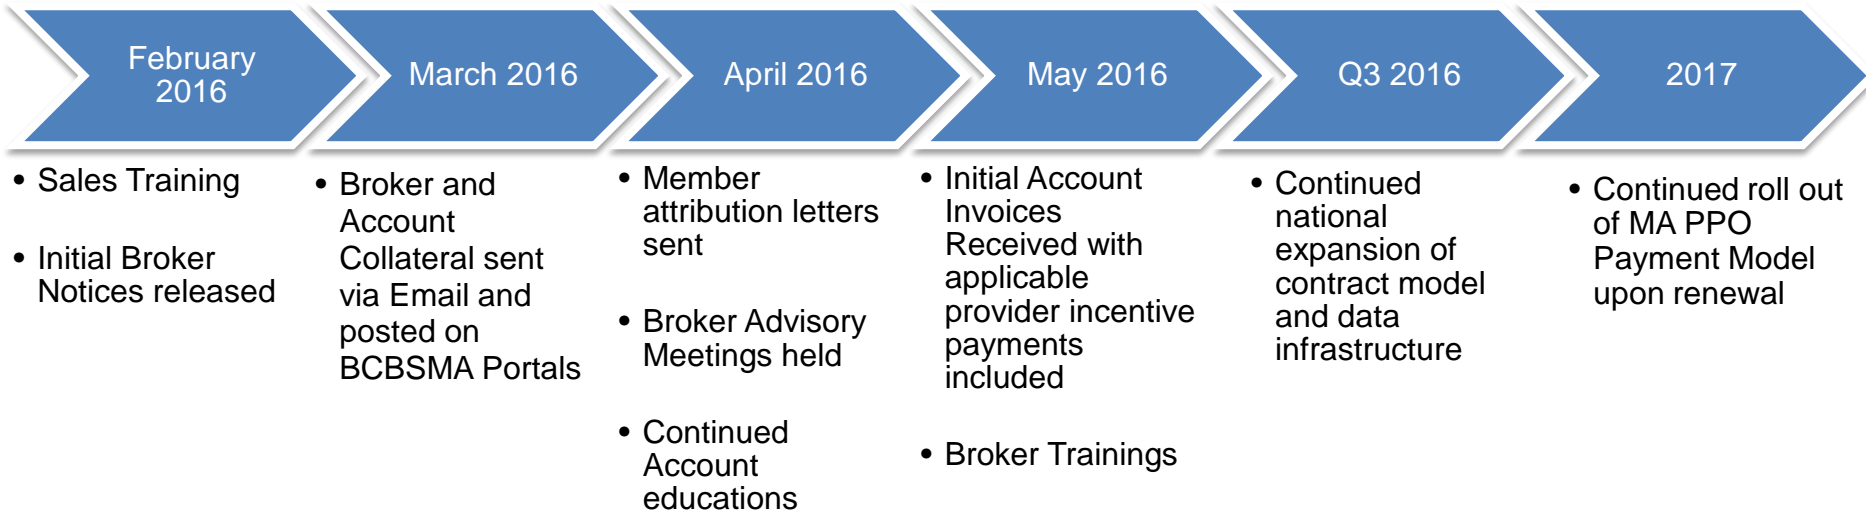 February
2016
March 2016
April 2016
May 2016
Q3 2016
2017
• Sales Training
• Initial Broker
Notices released
• Broker and
Account
Collateral sent
via Email and
posted on
BCBSMA Portals
• Member
attribution letters
sent
• Broker Advisory
Meetings held
• Continued
Account
educations
• Initial Account
Invoices
Received with
applicable
provider incentive
payments
included
• Broker Trainings
• Continued
national
expansion of
contract model
and data
infrastructure
• Continued roll out
of MA PPO
Payment Model
upon renewal